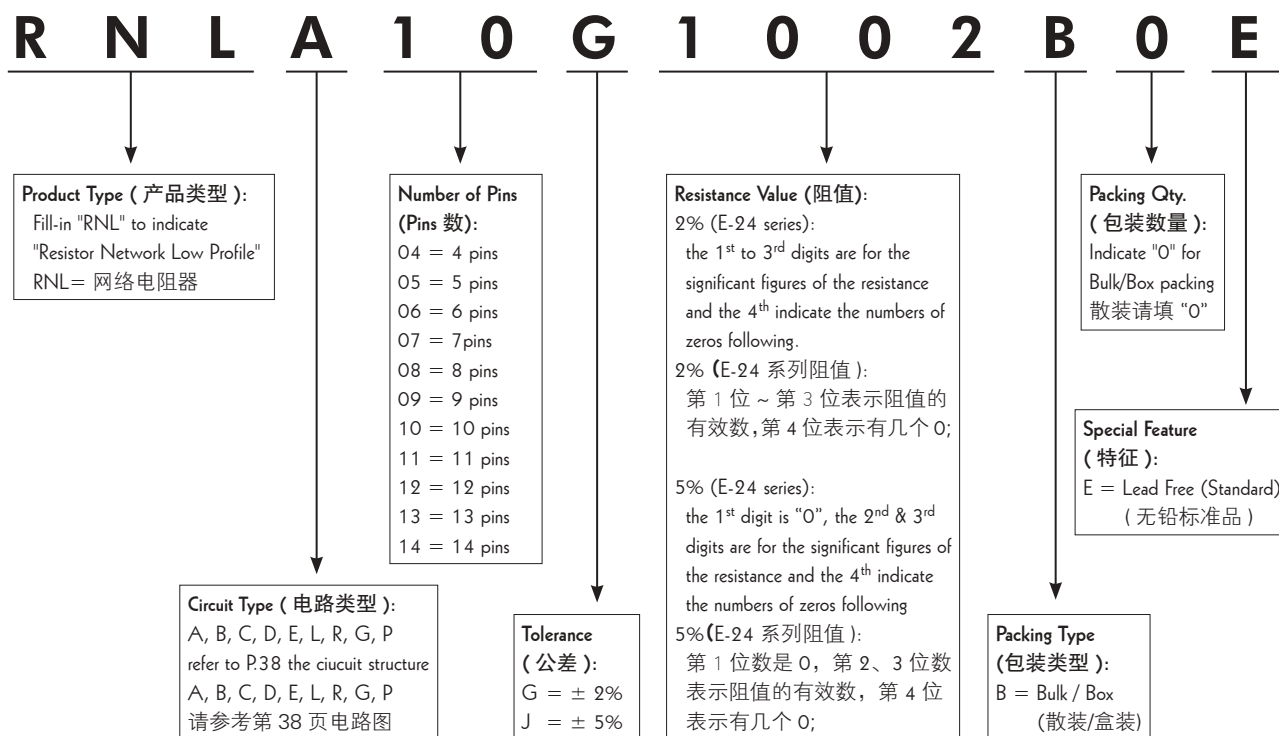 R N L A 1 0 G 1 0 0 2 B 0 E
Product Type ( 产品类型 ):
Fill-in "RNL" to indicate
"Resistor Network Low Profile"
RNL= 网络电阻器
Number of Pins
(Pins 数):
04 = 4 pins
05 = 5 pins
06 = 6 pins
07 = 7pins
08 = 8 pins
09 = 9 pins
10 = 10 pins
11 = 11 pins
12 = 12 pins
13 = 13 pins
14 = 14 pins
Resistance Value (阻值):
2% (E-24 series):
the 1st to 3rd digits are for the
significant figures of the resistance
and the 4th indicate the numbers of
zeros following.
2% (E-24 系列阻值 ):
第 1 位 ~ 第 3 位表示阻值的
有效数,第 4 位表示有几个 0;
5% (E-24 series):
the 1st digit is “0”, the 2nd & 3rd
digits are for the significant figures of
the resistance and the 4th indicate
the numbers of zeros following
5%(E-24 系列阻值 ):
第 1 位数是 0，第 2、3 位数
表示阻值的有效数，第 4 位
表示有几个 0;
Packing Qty.
( 包装数量 ):
Indicate "0" for
Bulk/Box packing
散装请填 “0”
Special Feature
( 特征 ):
E = Lead Free (Standard)
( 无铅标准品 )
Circuit Type ( 电路类型 ):
A, B, C, D, E, L, R, G, P
refer to P.38 the ciucuit structure
A, B, C, D, E, L, R, G, P
请参考第 38 页电路图
Tolerance
( 公差 ):
G = ± 2%
J = ± 5%
Packing Type
(包装类型 ):
B = Bulk / Box
(散装/盒装)